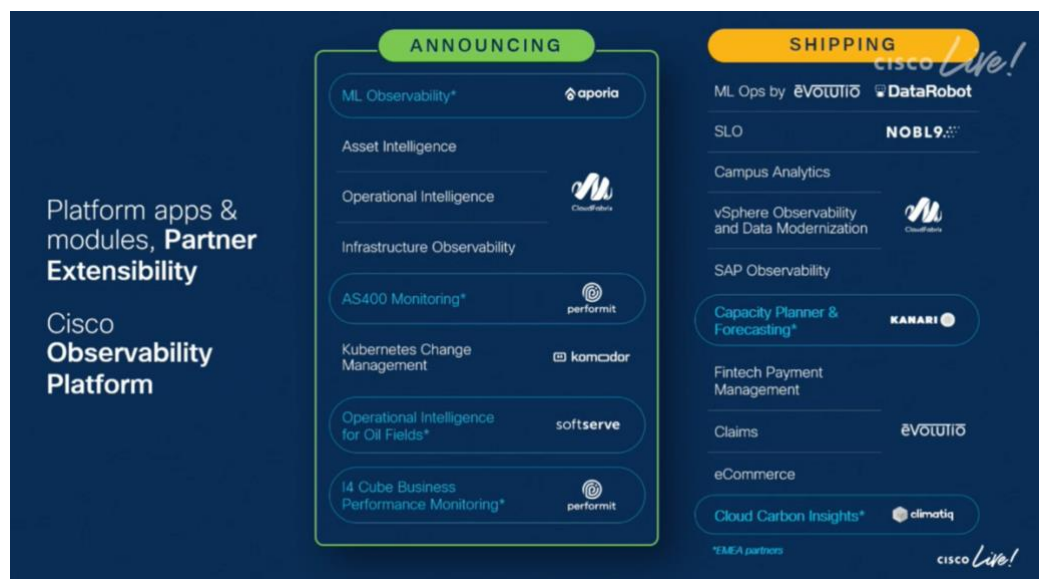 ANNOUNCING
SHIPPING
CISCO Live!
ML Observability*
aporia
ML Ops by ēvolutio
DataRobot
Asset Intelligence
SLO
NOBL9
Operational Intelligence
CloudFabrix
Campus Analytics
Infrastructure Observability
vSphere Observability
and Data Modernization
CloudFabrix
Platform apps &
modules, Partner
Extensibility
SAP Observability
AS400 Monitoring*
performit
Capacity Planner &
Forecasting*
KANARI
Cisco
Observability
Platform
Kubernetes Change
Management
komodor
Fintech Payment
Management
Operational Intelligence
for Oil Fields*
softserve
Claims
ēvolutio
eCommerce
I4 Cube Business
Performance Monitoring*
performit
Cloud Carbon Insights*
climatiq
*EMEA partners
CISCO Live!